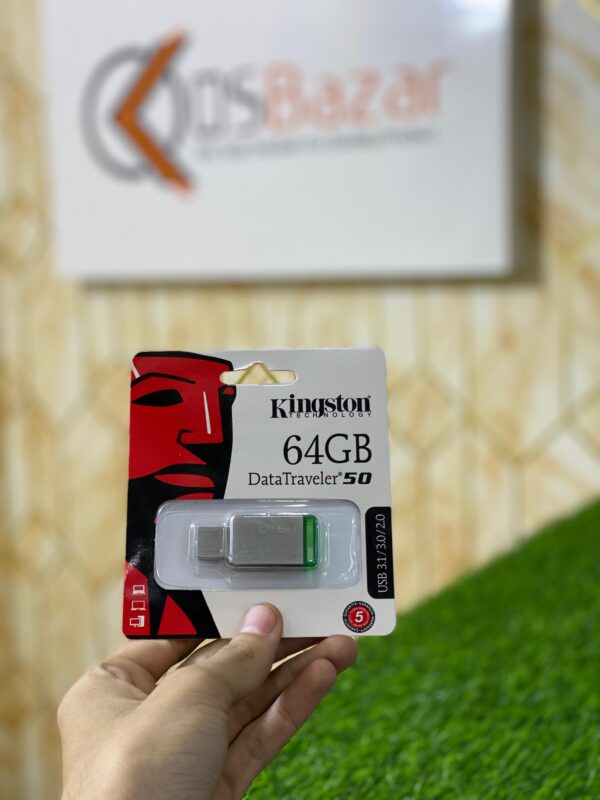 OSBazar
Kingston
TECHNOLOGY
64GB
DataTraveler®50
USB 3.1/3.0/2.0
5